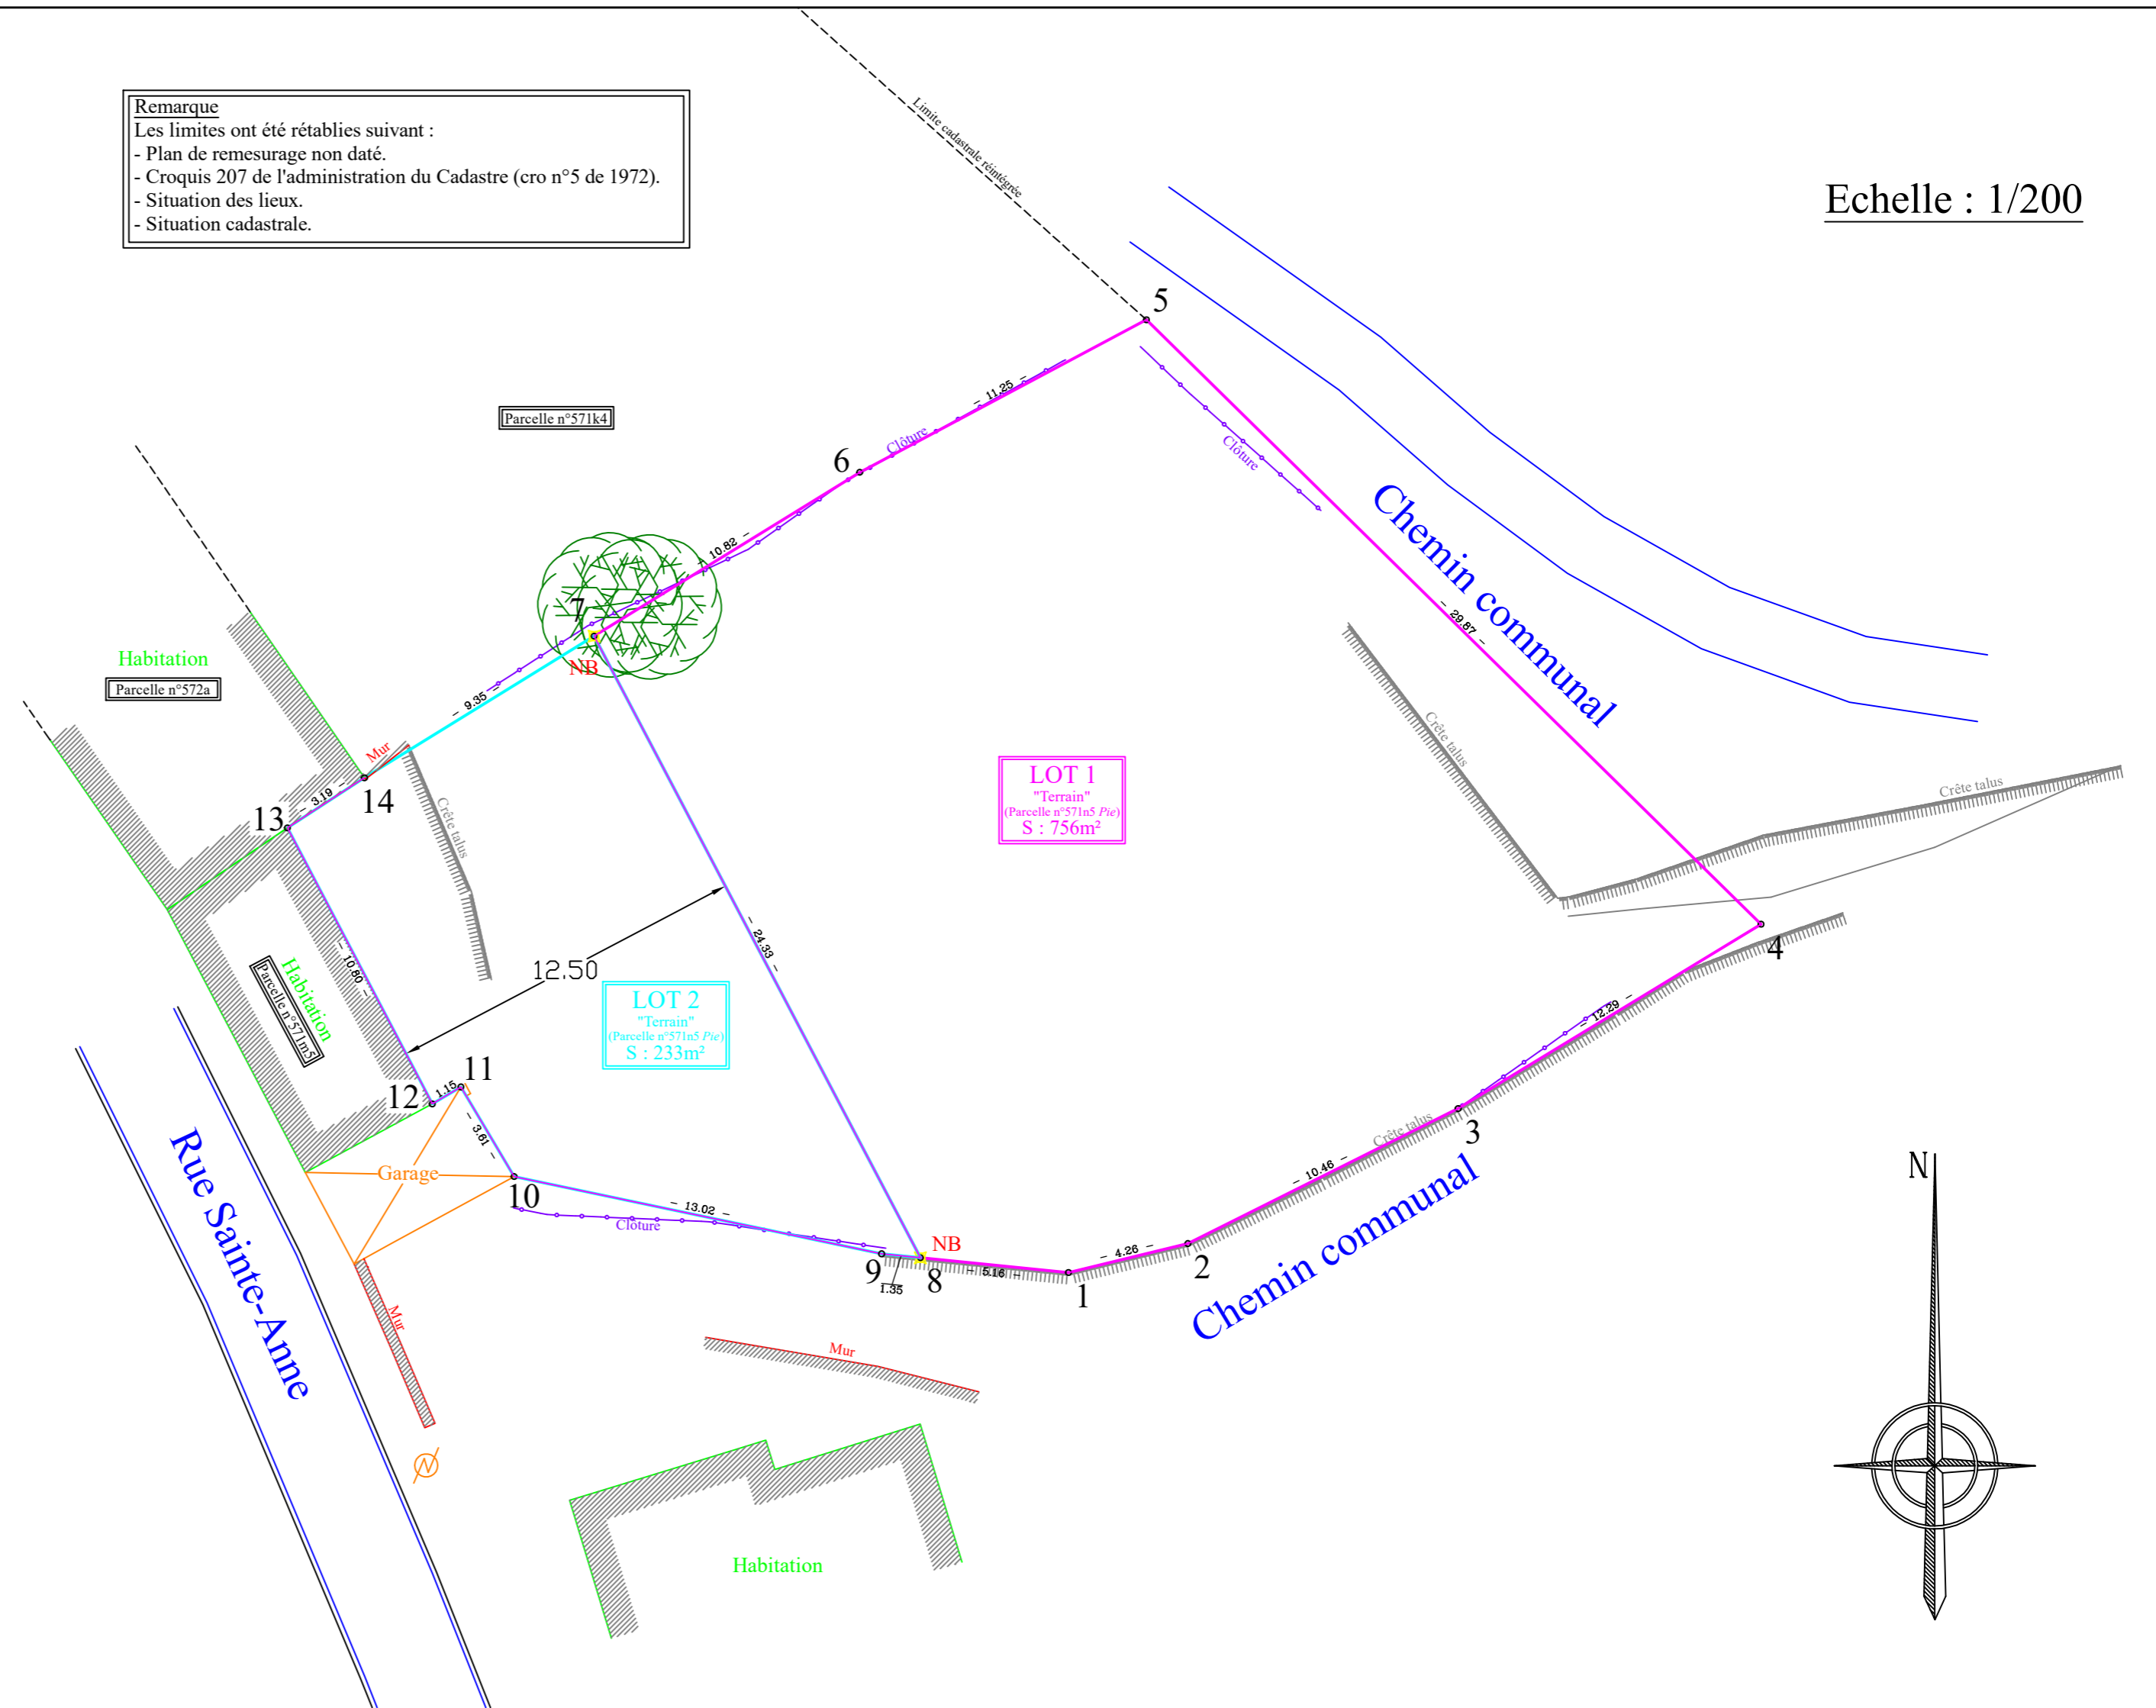 Remarque
Les limites ont été rétablies suivant :
- Plan de remesurage non daté.
- Croquis 207 de l'administration du Cadastre (cro n°5 de 1972).
- Situation des lieux.
- Situation cadastrale.
Limite cadastrale réintégrée
Echelle : 1/200
5
- 11.25 -
Clôture
Clôture
Parcelle n°571k4
6
Chemin communal
- 10.82 -
- 29.87 -
7
NB
Habitation
Parcelle n°572a
- 9.35 -
Mur
- 3.19 -
13
14
Crête talus
Crête talus
Crête talus
LOT 1
"Terrain"
(Parcelle n°571n5 Pie)
S : 756m²
4
- 24.33 -
- 10.80 -
12.50
Habitation
Parcelle n°571m5
LOT 2
"Terrain"
(Parcelle n°571n5 Pie)
S : 233m²
- 12.29 -
11
1.15
12
- 3.61 -
3
Crête talus
- 10.46 -
Garage
10
- 13.02 -
Clôture
Rue Sainte-Anne
NB
9
8
1.35
- 5.16 -
- 4.26 -
1
2
Chemin communal
N
Mur
Mur
Habitation